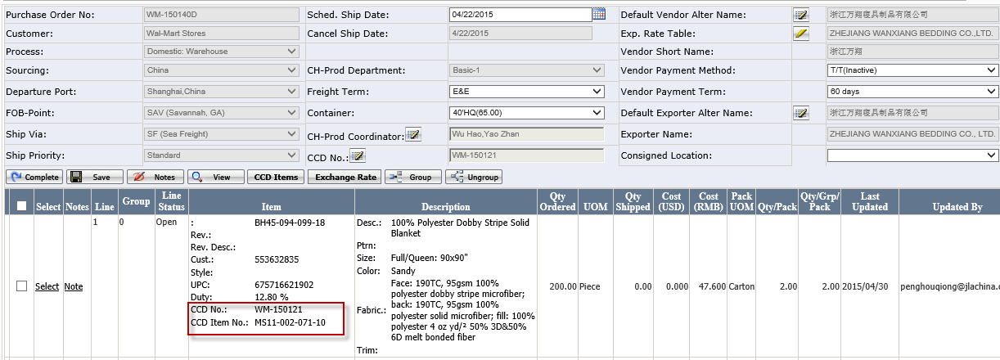 Purchase Order No: WM-150140D Sched. Ship Date: 04/22/2015 Default Vendor Alter Name: 浙江万翔寝具制品有限公司
Customer: Wal-Mart Stores Cancel Ship Date: 4/22/2015 Exp. Rate Table: ZHEJIANG WANXIANG BEDDING CO.,LTD.
Process: Domestic: Warehouse Vendor Short Name: 浙江万翔
Sourcing: China CH-Prod Department: Basic-1 Vendor Payment Method: T/T(Inactive)
Departure Port: Shanghai,China Freight Term: E&E Vendor Payment Term: 60 days
FOB-Point: SAV (Savannah, GA) Container: 40'HQ(65.00) Default Exporter Alter Name: 浙江万翔寝具制品有限公司
Ship Via: SF (Sea Freight) CH-Prod Coordinator: Wu Hao,Yao Zhan Exporter Name: ZHEJIANG WANXIANG BEDDING CO., LTD.
Ship Priority: Standard CCD No.: WM-150121 Consigned Location:
Complete Save Notes View CCD Items Exchange Rate Group Ungroup
Select Notes Line Group Line Status Item Description Qty Ordered UOM Qty Shipped Cost (USD) Cost (RMB) Pack UOM Qty/Pack Qty/Grp/Pack Last Updated Updated By
1 0 Open : BH45-094-099-18 Desc.: 100% Polyester Dobby Stripe Solid
Rev.: Blanket
Rev. Desc.: Ptrn:
Cust.: 553632835 Size: Full/Queen: 90x90"
Style: Color: Sandy
UPC: 675716621902 Face: 190TC, 95gsm 100%
Select Note 200.00 Piece 0.00 0.000 47.600 Carton 2.00 2.00 2015/04/30 penghouqiong@jlachina.c
Duty: 12.80 % polyester dobby stripe microfiber;
CCD No.: WM-150121 Fabric.: back: 190TC, 95gsm 100%
CCD Item No.: MS11-002-071-10 polyester solid microfiber; fill: 100%
polyester 4 oz yd/² 50% 3D&50%
6D melt bonded fiber
Trim: